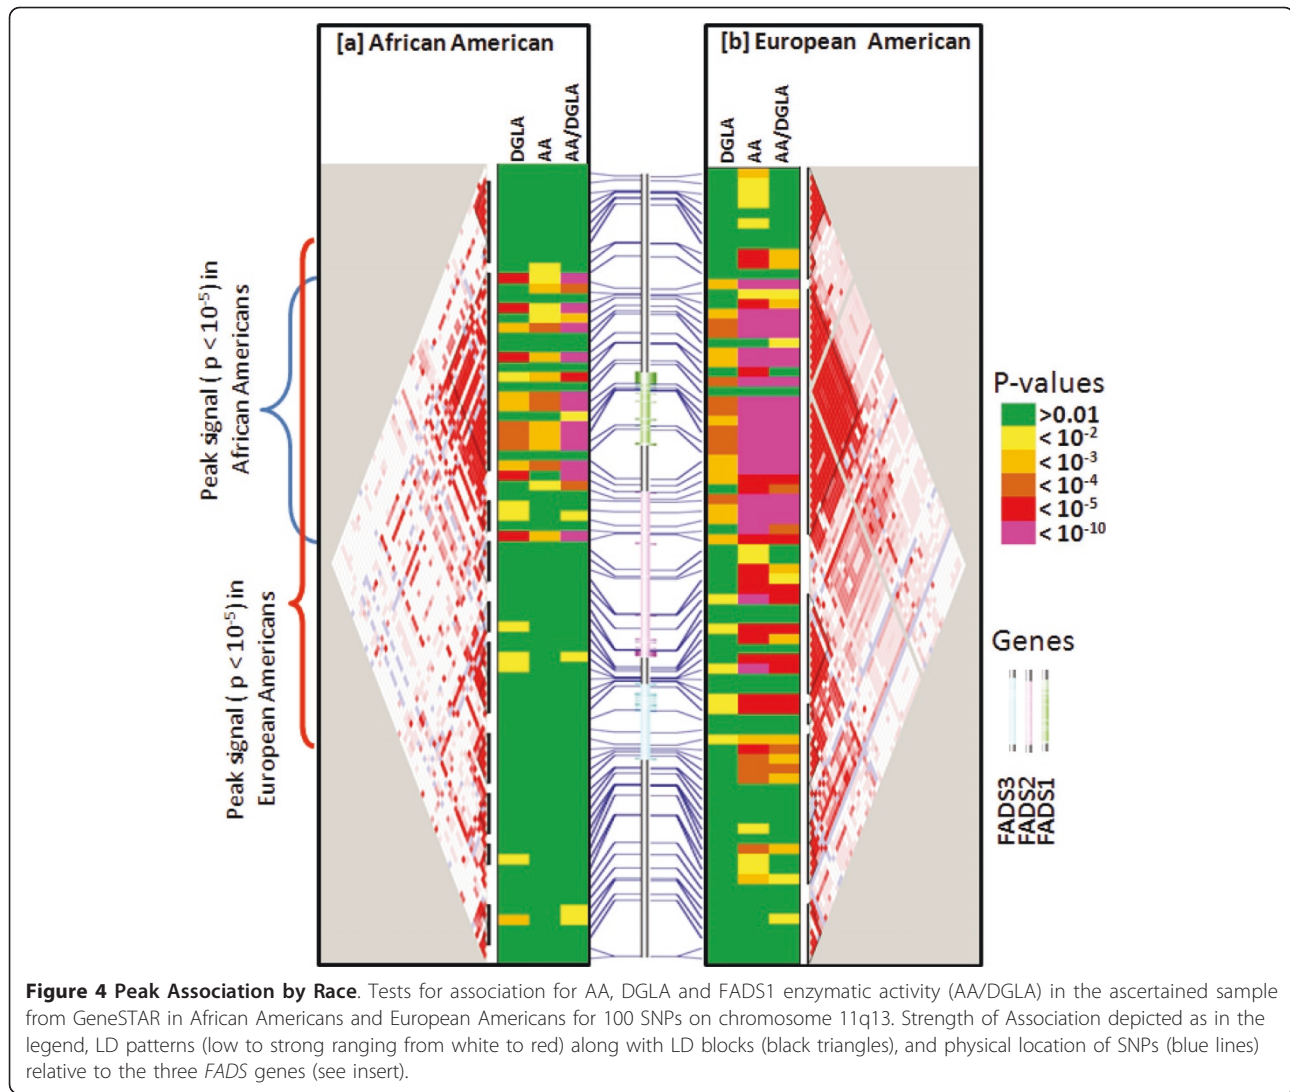 [a] African American
[b] European American
DGLA
AA
AA/DGLA
DGLA
AA
AA/DGLA
Peak signal ( p < 10-5) in
African Americans
Peak signal ( p < 10-5) in
European Americans
P-values
>0.01
< 10-2
< 10-3
< 10-4
< 10-5
< 10-10
Genes
FADS3
FADS2
FADS1
Figure 4 Peak Association by Race. Tests for association for AA, DGLA and FADS1 enzymatic activity (AA/DGLA) in the ascertained sample
from GeneSTAR in African Americans and European Americans for 100 SNPs on chromosome 11q13. Strength of Association depicted as in the
legend, LD patterns (low to strong ranging from white to red) along with LD blocks (black triangles), and physical location of SNPs (blue lines)
relative to the three FADS genes (see insert).